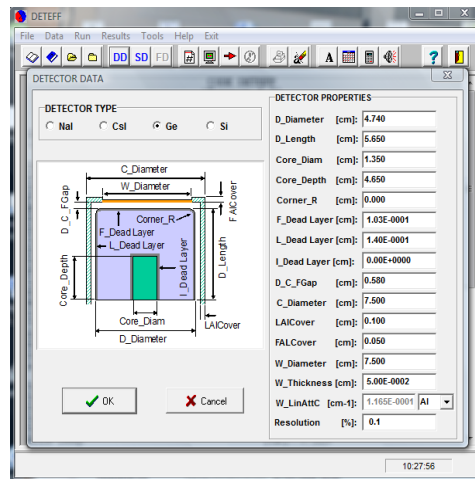 DETEFF
File Data Run Results Tools Help Exit
DD SD FD A ?
DETECTOR DATA
DETECTOR TYPE
NaI CsI Ge Si
C_Diameter
W_Diameter
D_C_FGap
FAlCover
Corner_R
F_Dead Layer
L_Dead Layer
I_Dead Layer
D_Length
Core_Depth
Core_Diam
LAlCover
D_Diameter
OK
Cancel
DETECTOR PROPERTIES
D_Diameter [cm]: 4.740
D_Length [cm]: 5.650
Core_Diam [cm]: 1.350
Core_Depth [cm]: 4.650
Corner_R [cm]: 0.000
F_Dead Layer [cm]: 1.03E-0001
L_Dead Layer [cm]: 1.40E-0001
I_Dead Layer [cm]: 0.00E+0000
D_C_FGap [cm]: 0.580
C_Diameter [cm]: 7.500
LAlCover [cm]: 0.100
FALCover [cm]: 0.050
W_Diameter [cm]: 7.500
W_Thickness [cm]: 5.00E-0002
W_LinAttC [cm-1]: 1.165E-0001 Al
Resolution [%]: 0.1
10:27:56